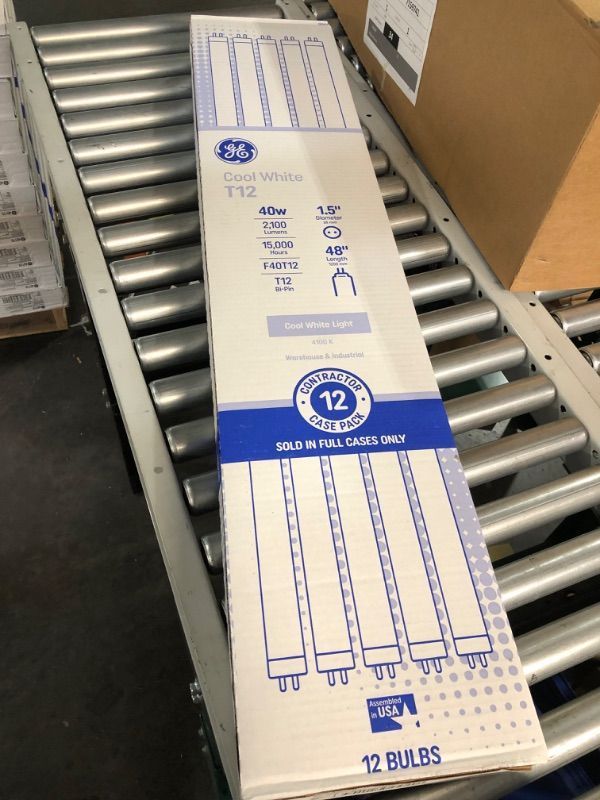 GE
Cool White
T12
40w
2,100
Lumens
15,000
Hours
F40T12
T12
Bi-Pin
1.5"
Diameter
48"
Length
Cool White Light
4100 K
Warehouse & Industrial
CONTRACTOR
12
CASE PACK
SOLD IN FULL CASES ONLY
Assembled
in USA
12 BULBS